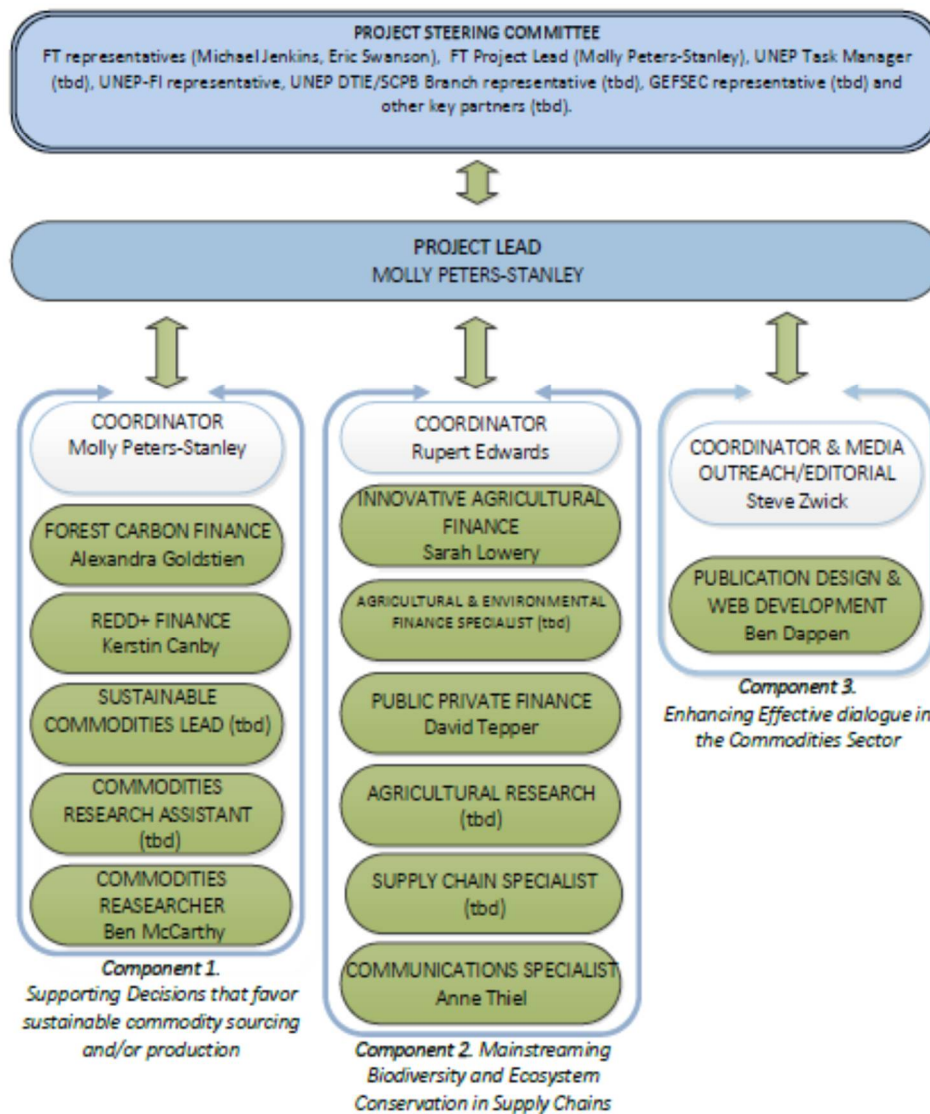 PROJECT STEERING COMMITTEE
FT representatives (Michael Jenkins, Eric Swanson), FT Project Lead (Molly Peters-Stanley), UNEP Task Manager
(tbd), UNEP-FI representative, UNEP DTIE/SCPB Branch representative (tbd), GEFSEC representative (tbd) and
other key partners (tbd).
PROJECT LEAD
MOLLY PETERS-STANLEY
COORDINATOR
Molly Peters-Stanley
FOREST CARBON FINANCE
Alexandra Goldstien
REDD+ FINANCE
Kerstin Canby
SUSTAINABLE
COMMODITIES LEAD (tbd)
COMMODITIES
RESEARCH ASSISTANT
(tbd)
COMMODITIES
REASEARCHER
Ben McCarthy
Component 1.
Supporting Decisions that favor
sustainable commodity sourcing
and/or production
COORDINATOR
Rupert Edwards
INNOVATIVE AGRICULTURAL
FINANCE
Sarah Lowery
AGRICULTURAL & ENVIRONMENTAL
FINANCE SPECIALIST (tbd)
PUBLIC PRIVATE FINANCE
David Tepper
AGRICULTURAL RESEARCH
(tbd)
SUPPLY CHAIN SPECIALIST
(tbd)
COMMUNICATIONS SPECIALIST
Anne Thiel
Component 2. Mainstreaming
Biodiversity and Ecosystem
Conservation in Supply Chains
COORDINATOR & MEDIA
OUTREACH/EDITORIAL
Steve Zwick
PUBLICATION DESIGN &
WEB DEVELOPMENT
Ben Dappen
Component 3.
Enhancing Effective dialogue in
the Commodities Sector